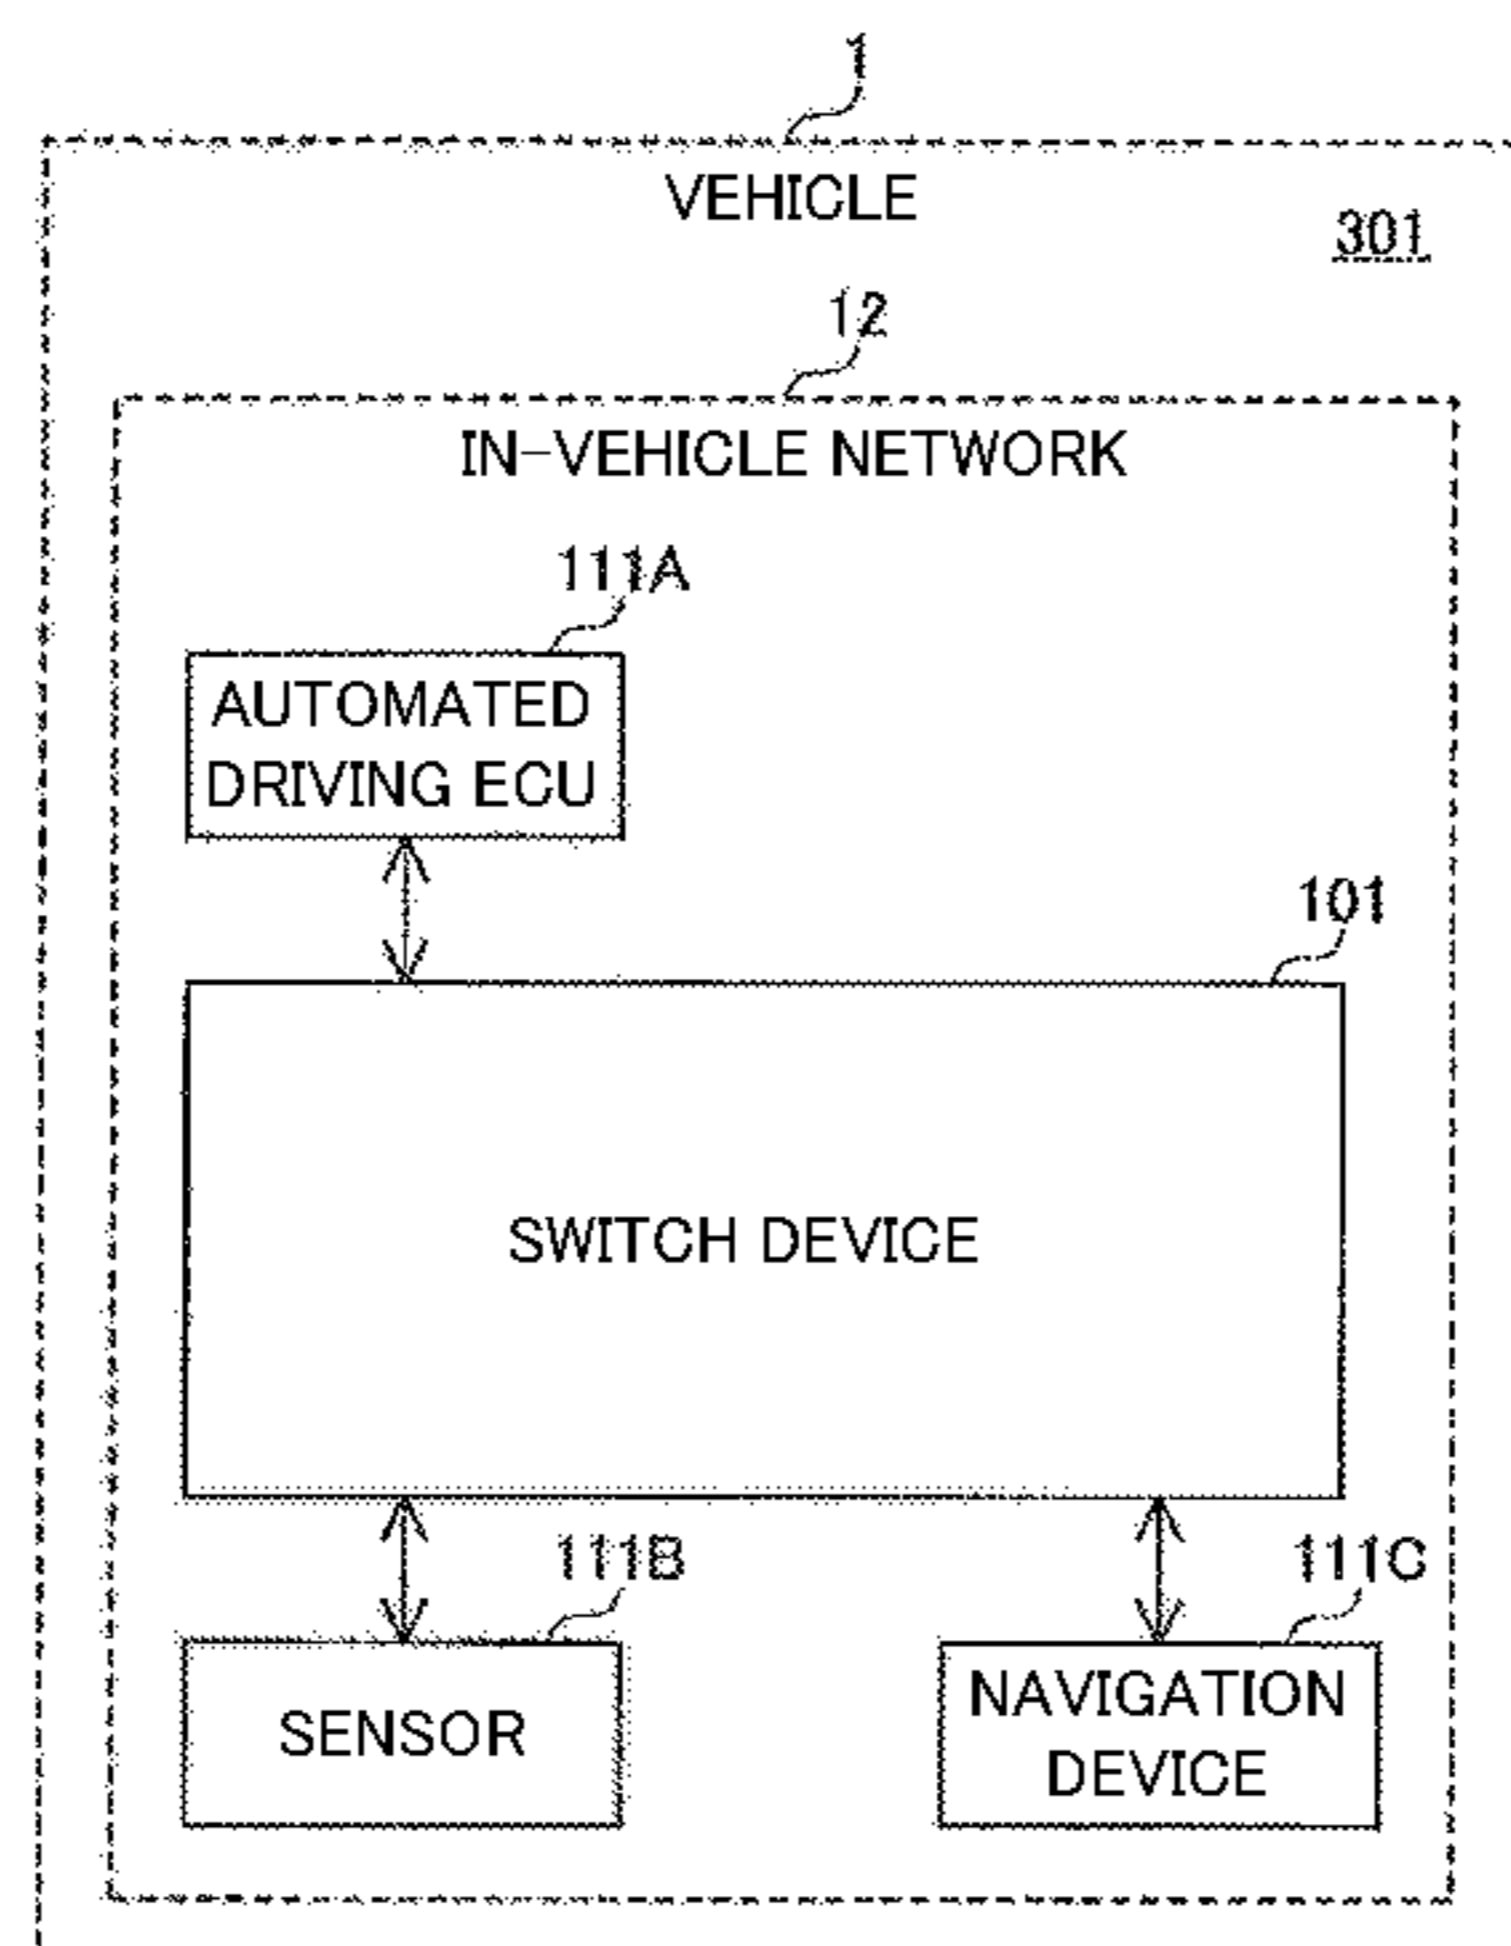 1
VEHICLE
301
12
IN-VEHICLE NETWORK
111A
AUTOMATED
DRIVING ECU
101
SWITCH DEVICE
111B
111C
SENSOR
NAVIGATION
DEVICE